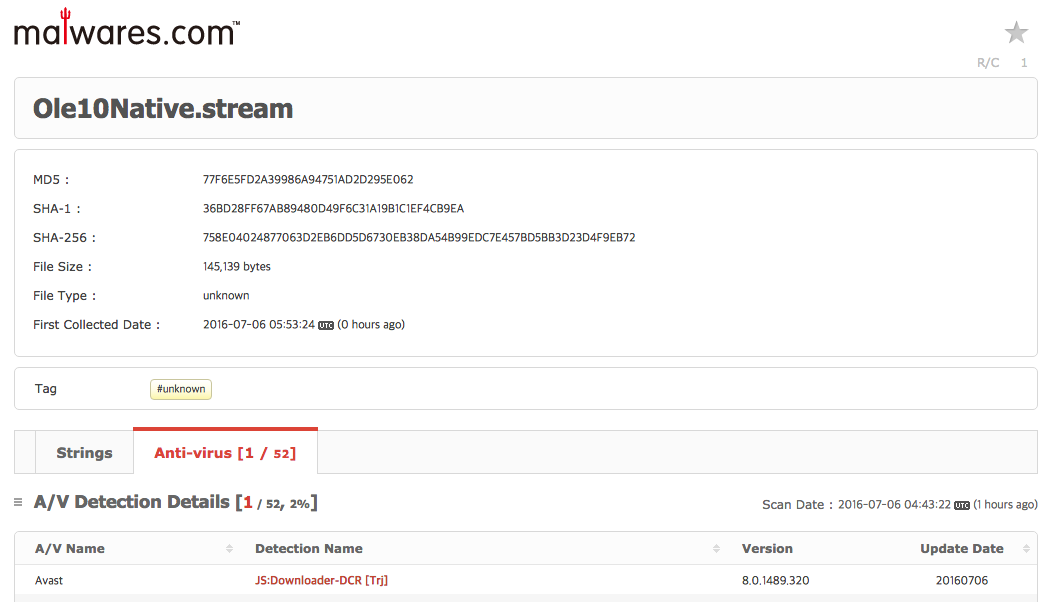 malwares.com™
R/C 1
Ole10Native.stream
MD5 : 77F6E5FD2A39986A94751AD2D295E062
SHA-1 : 36BD28FF67AB89480D49F6C31A19B1C1EF4CB9EA
SHA-256 : 758E04024877063D2EB6DD5D6730EB38DA54B99EDC7E457BD5BB3D23D4F9EB72
File Size : 145,139 bytes
File Type : unknown
First Collected Date : 2016-07-06 05:53:24 UTC (0 hours ago)
Tag #unknown
Strings Anti-virus [1 / 52]
A/V Detection Details [1 / 52, 2%] Scan Date : 2016-07-06 04:43:22 UTC (1 hours ago)
A/V Name Detection Name Version Update Date
Avast JS:Downloader-DCR [Trj] 8.0.1489.320 20160706